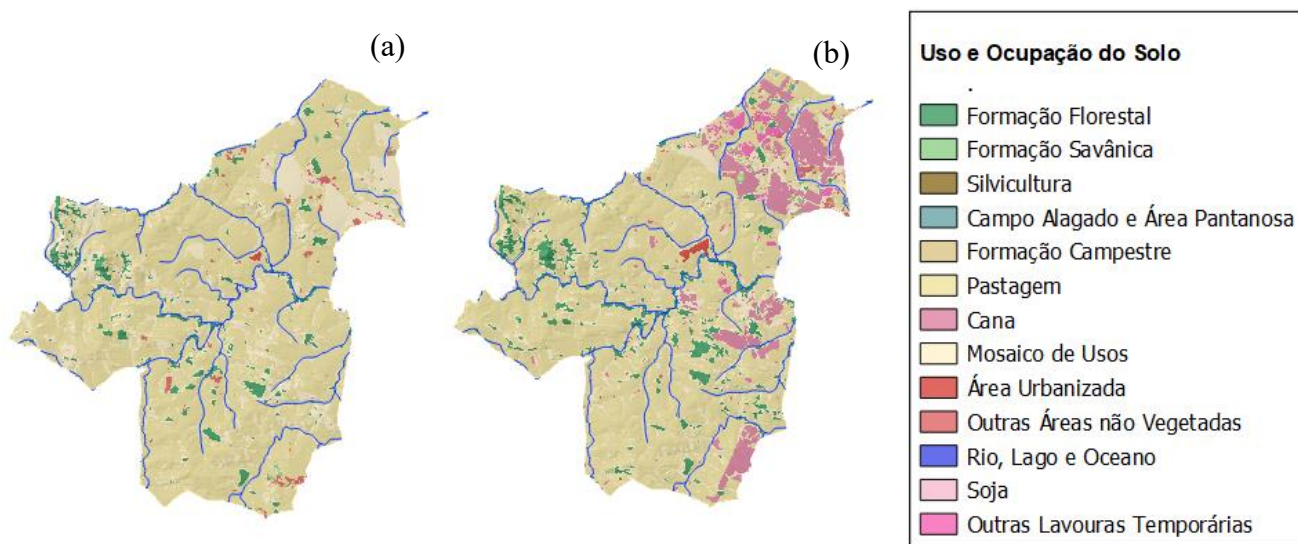 (a)
(b)
Uso e Ocupação do Solo
.
Formação Florestal
Formação Savânica
Silvicultura
Campo Alagado e Área Pantanosa
Formação Campestre
Pastagem
Cana
Mosaico de Usos
Área Urbanizada
Outras Áreas não Vegetadas
Rio, Lago e Oceano
Soja
Outras Lavouras Temporárias